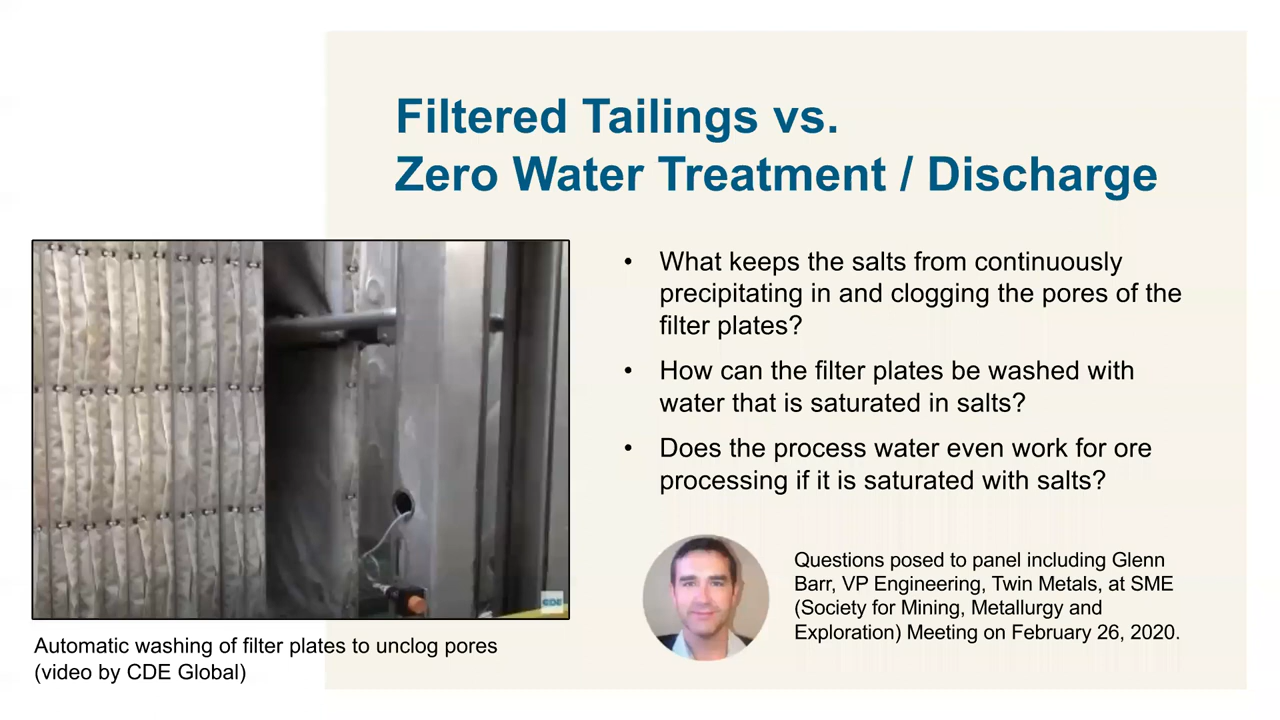 Filtered Tailings vs.
Zero Water Treatment / Discharge
• What keeps the salts from continuously
precipitating in and clogging the pores of the
filter plates?
• How can the filter plates be washed with
water that is saturated in salts?
• Does the process water even work for ore
processing if it is saturated with salts?
CDE
Automatic washing of filter plates to unclog pores
(video by CDE Global)
Questions posed to panel including Glenn
Barr, VP Engineering, Twin Metals, at SME
(Society for Mining, Metallurgy and
Exploration) Meeting on February 26, 2020.